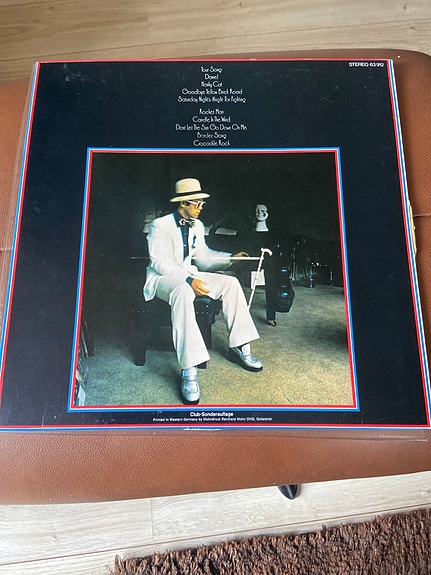 STEREO 63 912
Your Song
Daniel
Honky Cat
Goodbye Yellow Brick Road
Saturday Night's Alright For Fighting
Rocket Man
Candle In The Wind
Don't Let The Sun Go Down On Me
Border Song
Crocodile Rock
Club-Sonderauflage
Printed in Western Germany by Mohndruck Reinhard Mohn OHG, Gütersloh